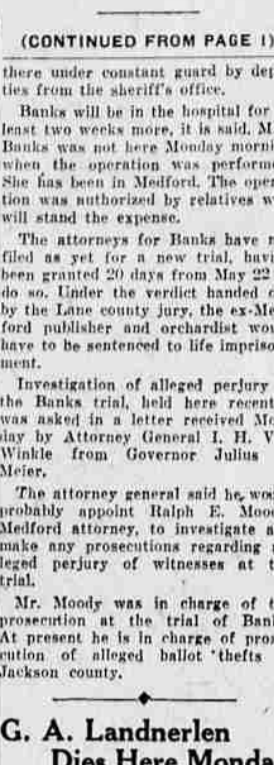 (CONTINUED FROM PAGE 1)
there under constant guard by dep
ties from the sheriff's office.
Banks will be in the hospital for
least two weeks more, it is said. M
Banks was not here Monday morni
when the operation was performe
She has been in Medford. The oper
tion was authorized by relatives w
will stand the expense.
The attorneys for Banks have n
filed as yet for a new trial, havi
been granted 20 days from May 22
do so. Under the verdict handed d
by the Lane county jury, the ex-Me
ford publisher and orchardist wou
have to be sentenced to life impriso
ment.
Investigation of alleged perjury
the Banks trial, held here recent
was asked in a letter received Mo
day by Attorney General I. H. V
Winkle from Governor Julius
Meier.
The attorney general said he wou
probably appoint Ralph E. Mood
Medford attorney, to investigate a
make any prosecutions regarding
leged perjury of witnesses at t
trial.
Mr. Moody was in charge of t
prosecution at the trial of Bank
At present he is in charge of pros
cution of alleged ballot thefts
Jackson county.
G. A. Landnerlen
Dies Here Monda